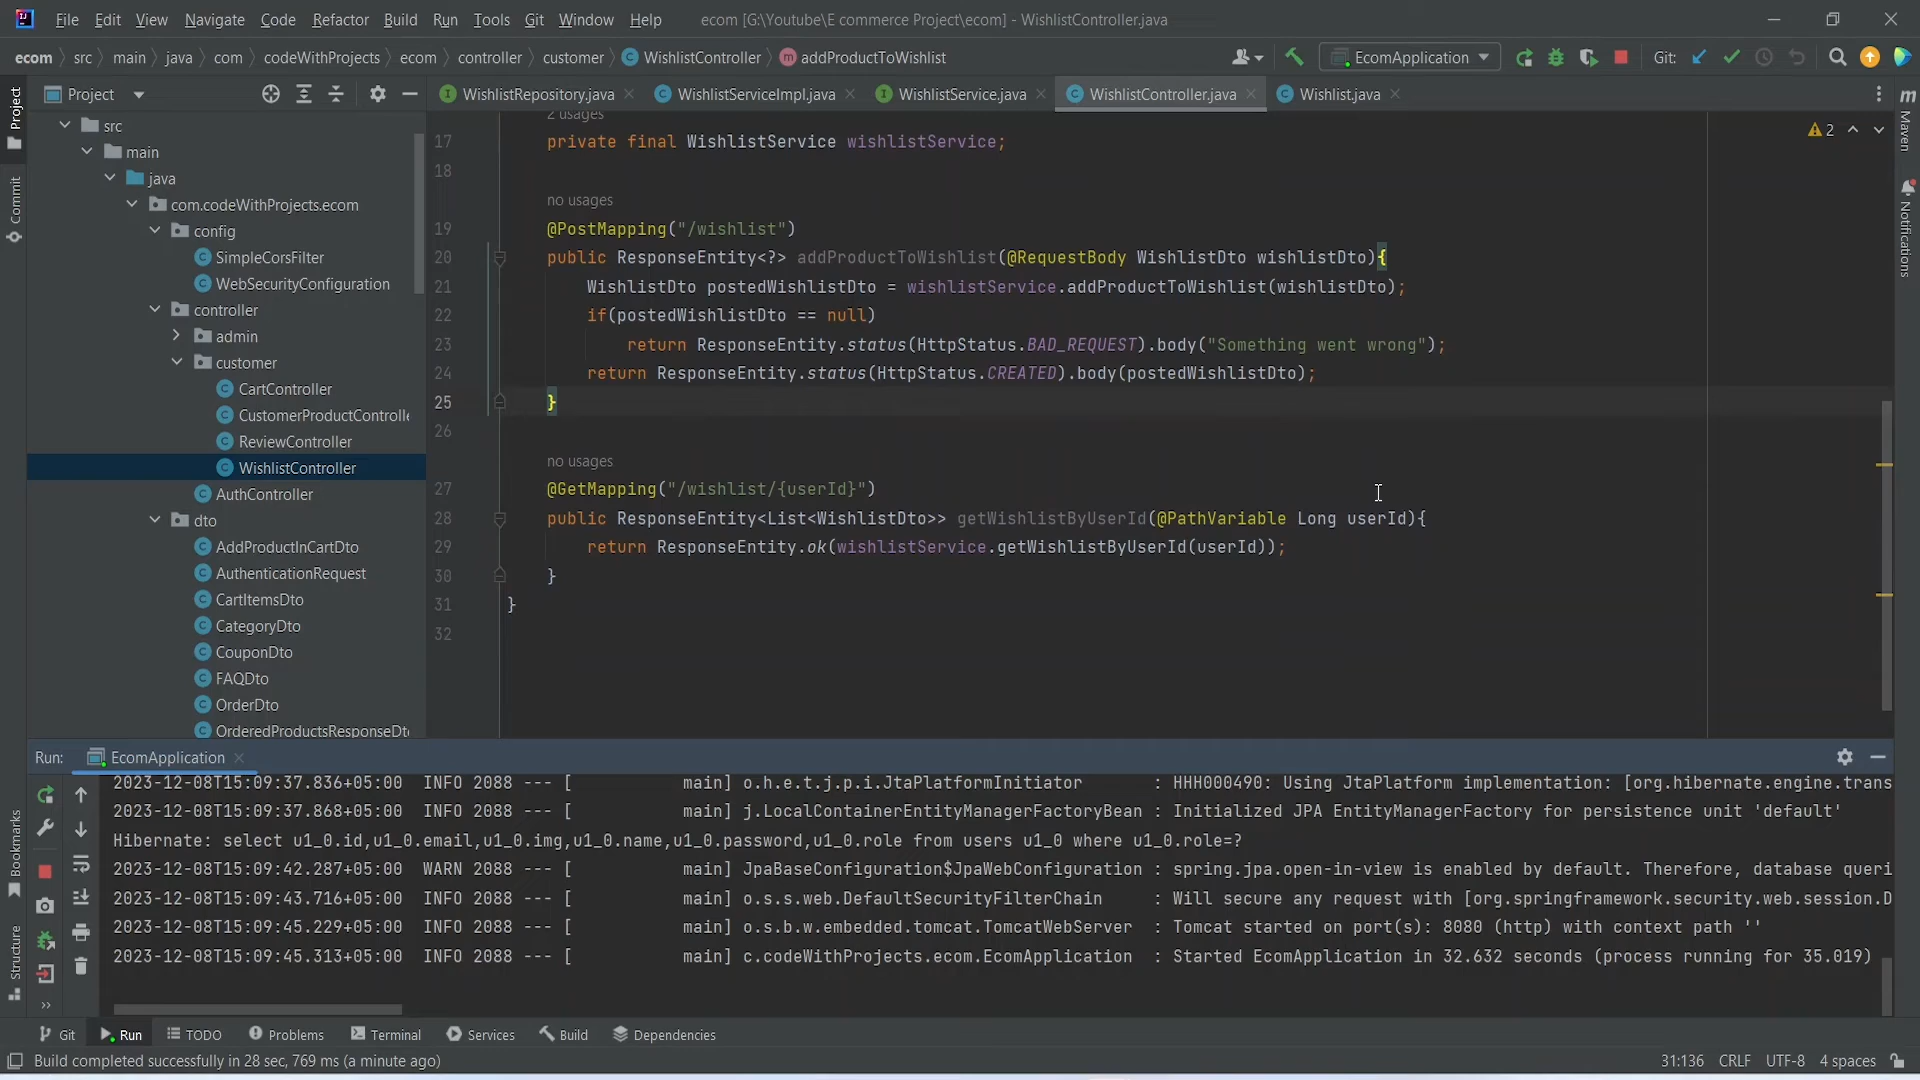 File Edit View Navigate Code Refactor Build Run Tools Git Window Help ecom [G:\Youtube\E commerce Project\ecom] - WishlistController.java
ecom src main java com codeWithProjects ecom controller customer WishlistController addProductToWishlist EcomApplication Git:
Project WishlistRepository.java WishlistServiceImpl.java WishlistService.java WishlistController.java Wishlist.java
Project
Commit
Bookmarks
Structure
Maven
Notifications
src
main
java
com.codeWithProjects.ecom
config
SimpleCorsFilter
WebSecurityConfiguration
controller
admin
customer
CartController
CustomerProductControlle
ReviewController
WishlistController
AuthController
dto
AddProductInCartDto
AuthenticationRequest
CartItemsDto
CategoryDto
CouponDto
FAQDto
OrderDto
OrderedProductsResponseDt
2 usages
2
17 private final WishlistService wishlistService;
18
no usages
19 @PostMapping("/wishlist")
20 public ResponseEntity<?> addProductToWishlist(@RequestBody WishlistDto wishlistDto){
21 WishlistDto postedWishlistDto = wishlistService.addProductToWishlist(wishlistDto);
22 if(postedWishlistDto == null)
23 return ResponseEntity.status(HttpStatus.BAD_REQUEST).body("Something went wrong");
24 return ResponseEntity.status(HttpStatus.CREATED).body(postedWishlistDto);
25 }
26
no usages
27 @GetMapping("/wishlist/{userId}")
28 public ResponseEntity<List<WishlistDto>> getWishlistByUserId(@PathVariable Long userId){
29 return ResponseEntity.ok(wishlistService.getWishlistByUserId(userId));
30 }
31 }
32
Run: EcomApplication
2023-12-08T15:09:37.836+05:00 INFO 2088 --- [ main] o.h.e.t.j.p.i.JtaPlatformInitiator : HHH000490: Using JtaPlatform implementation: [org.hibernate.engine.trans
2023-12-08T15:09:37.868+05:00 INFO 2088 --- [ main] j.LocalContainerEntityManagerFactoryBean : Initialized JPA EntityManagerFactory for persistence unit 'default'
Hibernate: select u1_0.id,u1_0.email,u1_0.img,u1_0.name,u1_0.password,u1_0.role from users u1_0 where u1_0.role=?
2023-12-08T15:09:42.287+05:00 WARN 2088 --- [ main] JpaBaseConfiguration$JpaWebConfiguration : spring.jpa.open-in-view is enabled by default. Therefore, database queri
2023-12-08T15:09:43.716+05:00 INFO 2088 --- [ main] o.s.s.web.DefaultSecurityFilterChain : Will secure any request with [org.springframework.security.web.session.D
2023-12-08T15:09:45.229+05:00 INFO 2088 --- [ main] o.s.b.w.embedded.tomcat.TomcatWebServer : Tomcat started on port(s): 8080 (http) with context path ''
2023-12-08T15:09:45.313+05:00 INFO 2088 --- [ main] c.codeWithProjects.ecom.EcomApplication : Started EcomApplication in 32.632 seconds (process running for 35.019)
Git Run TODO Problems Terminal Services Build Dependencies
Build completed successfully in 28 sec, 769 ms (a minute ago) 31:136 CRLF UTF-8 4 spaces